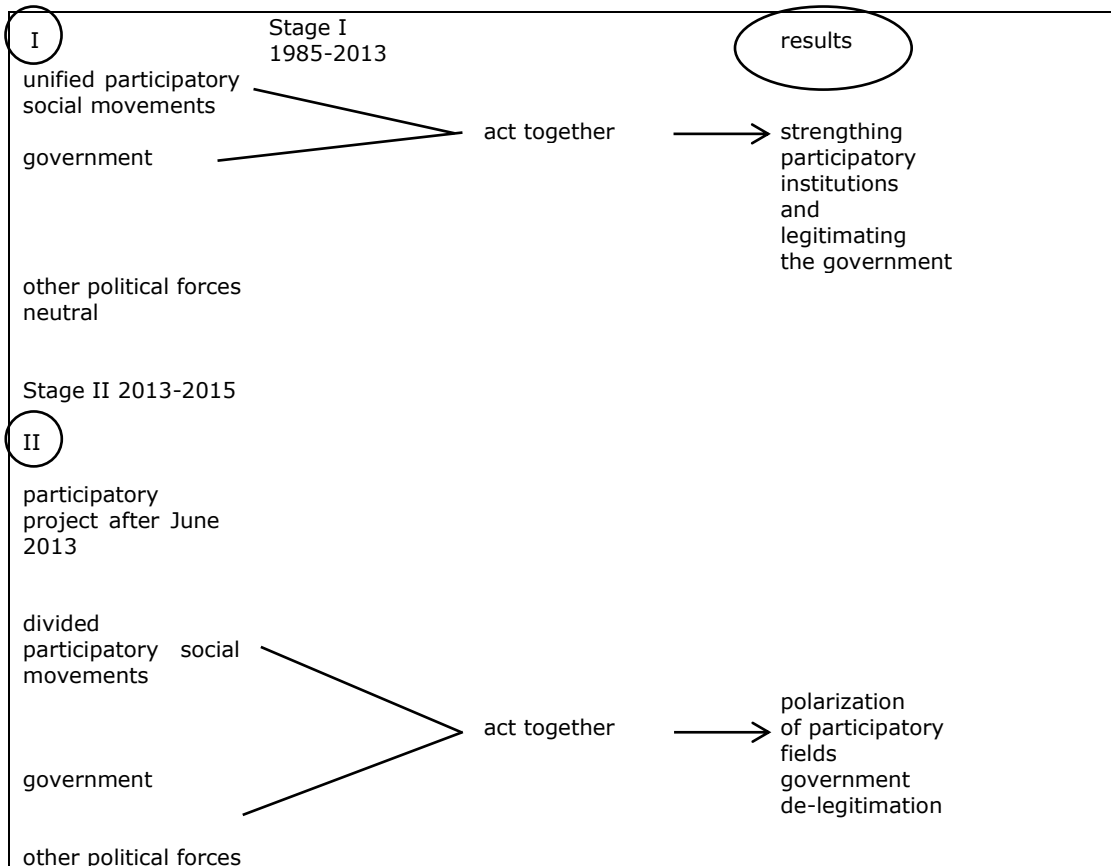 I
Stage I
1985-2013
results
unified participatory
social movements
government
act together
strengthing
participatory
institutions
and
legitimating
the government
other political forces
neutral
Stage II 2013-2015
II
participatory
project after June
2013
divided
participatory social
movements
government
act together
polarization
of participatory
fields
government
de-legitimation
other political forces